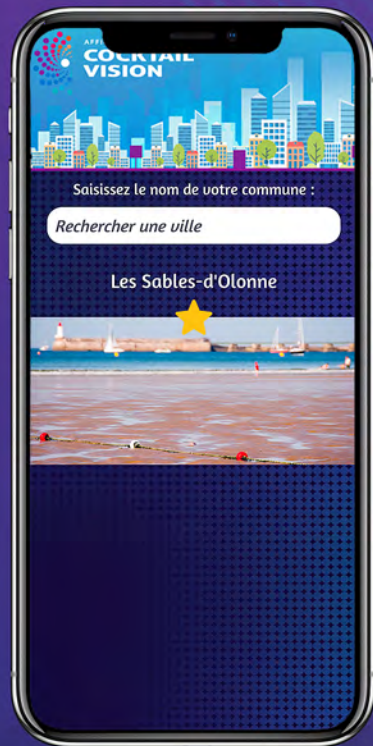 COCKTAIL
VISION
Saisissez le nom de votre commune :
Rechercher une ville
Les Sables-d'Olonne